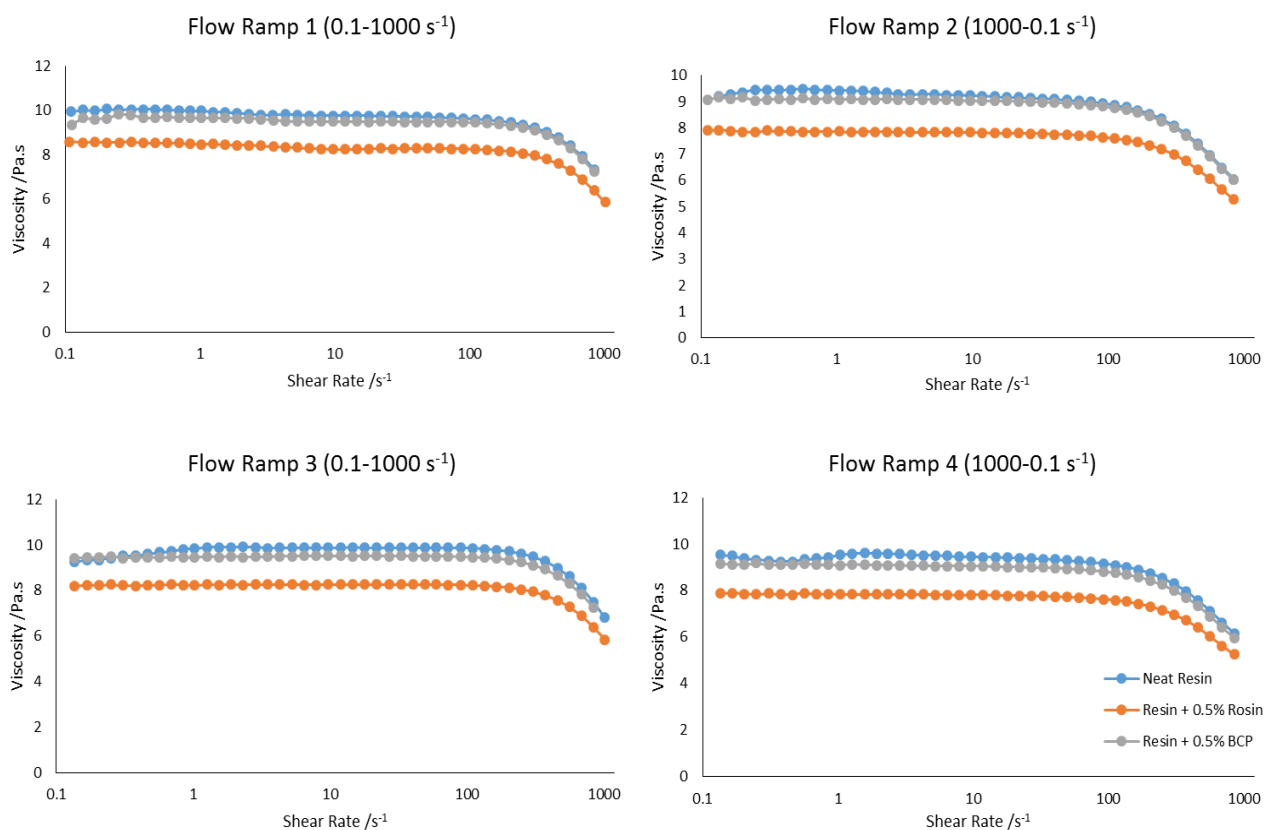 Flow Ramp 1 (0.1-1000 s⁻¹)
12
10
8
6
4
2
0
Viscosity /Pa.s
0.1 1 10 100 1000
Shear Rate /s⁻¹
Flow Ramp 2 (1000-0.1 s⁻¹)
10
9
8
7
6
5
4
3
2
1
0
Viscosity /Pa.s
0.1 1 10 100 1000
Shear Rate /s⁻¹
Flow Ramp 3 (0.1-1000 s⁻¹)
12
10
8
6
4
2
0
Viscosity /Pa.s
0.1 1 10 100 1000
Shear Rate /s⁻¹
Flow Ramp 4 (1000-0.1 s⁻¹)
12
10
8
6
4
2
0
Viscosity /Pa.s
0.1 1 10 100 1000
Shear Rate /s⁻¹
Neat Resin
Resin + 0.5% Rosin
Resin + 0.5% BCP